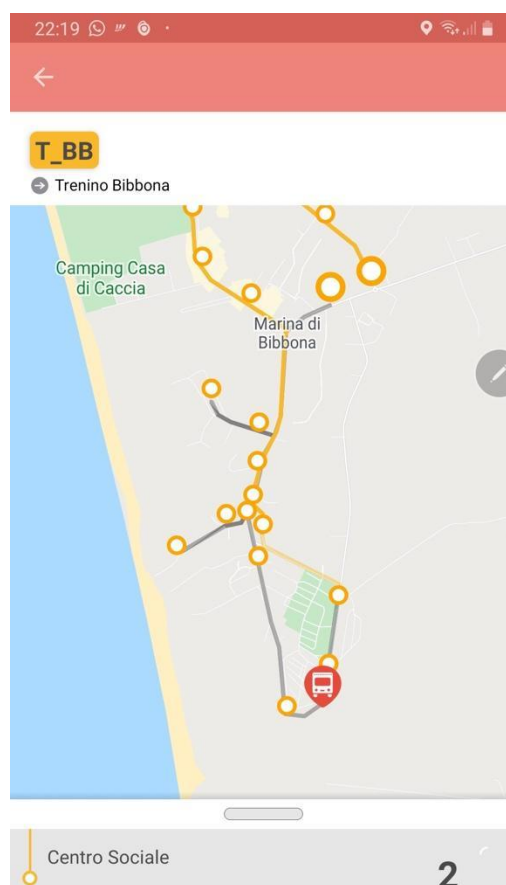 22:19
T_BB
Trenino Bibbona
Camping Casa
di Caccia
Marina di
Bibbona
Centro Sociale
2